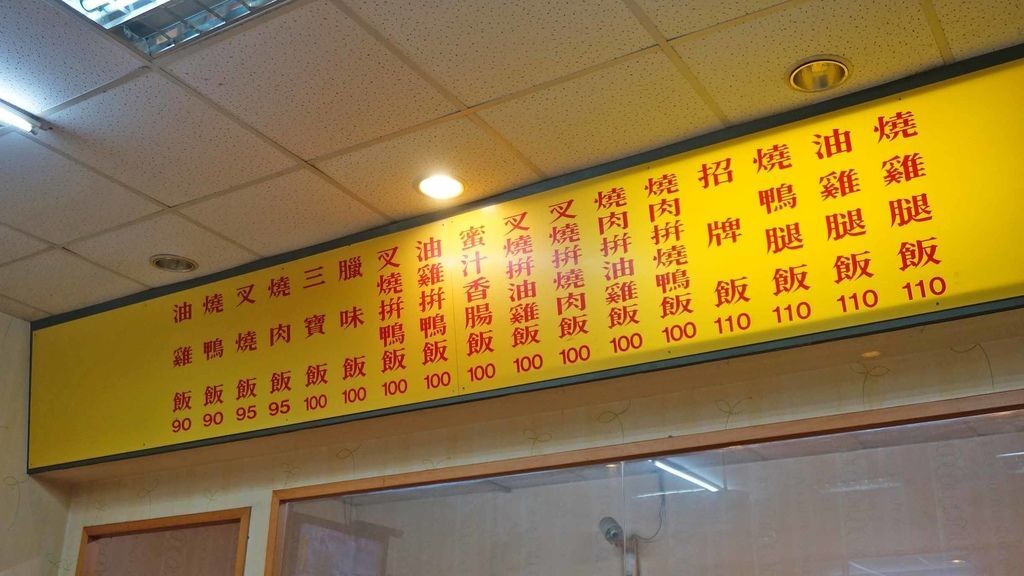 燒雞腿飯 110
油雞腿飯 110
燒鴨腿飯 110
招牌飯 110
燒肉拼燒鴨飯 100
燒肉拼油雞飯 100
叉燒拼燒肉飯 100
叉燒拼油雞飯 100
蜜汁香腸飯 100
油雞拼鴨飯 100
叉燒拼鴨飯 100
臘味飯 100
三寶飯 100
燒肉飯 95
叉燒飯 95
燒鴨飯 90
油雞飯 90